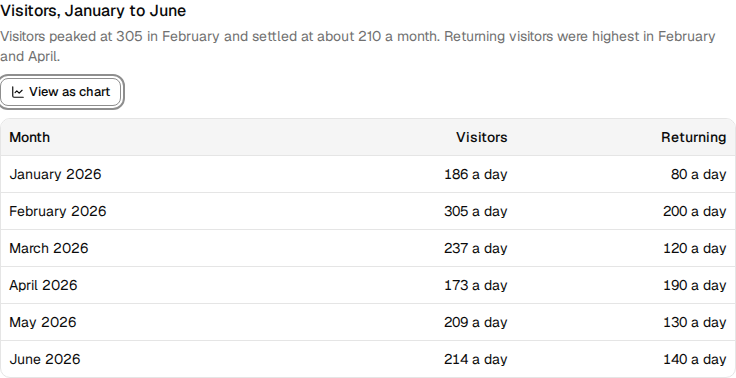 Visitors, January to June
Visitors peaked at 305 in February and settled at about 210 a month. Returning visitors were highest in February
and April.
View as chart
Month Visitors Returning
January 2026 186 a day 80 a day
February 2026 305 a day 200 a day
March 2026 237 a day 120 a day
April 2026 173 a day 190 a day
May 2026 209 a day 130 a day
June 2026 214 a day 140 a day